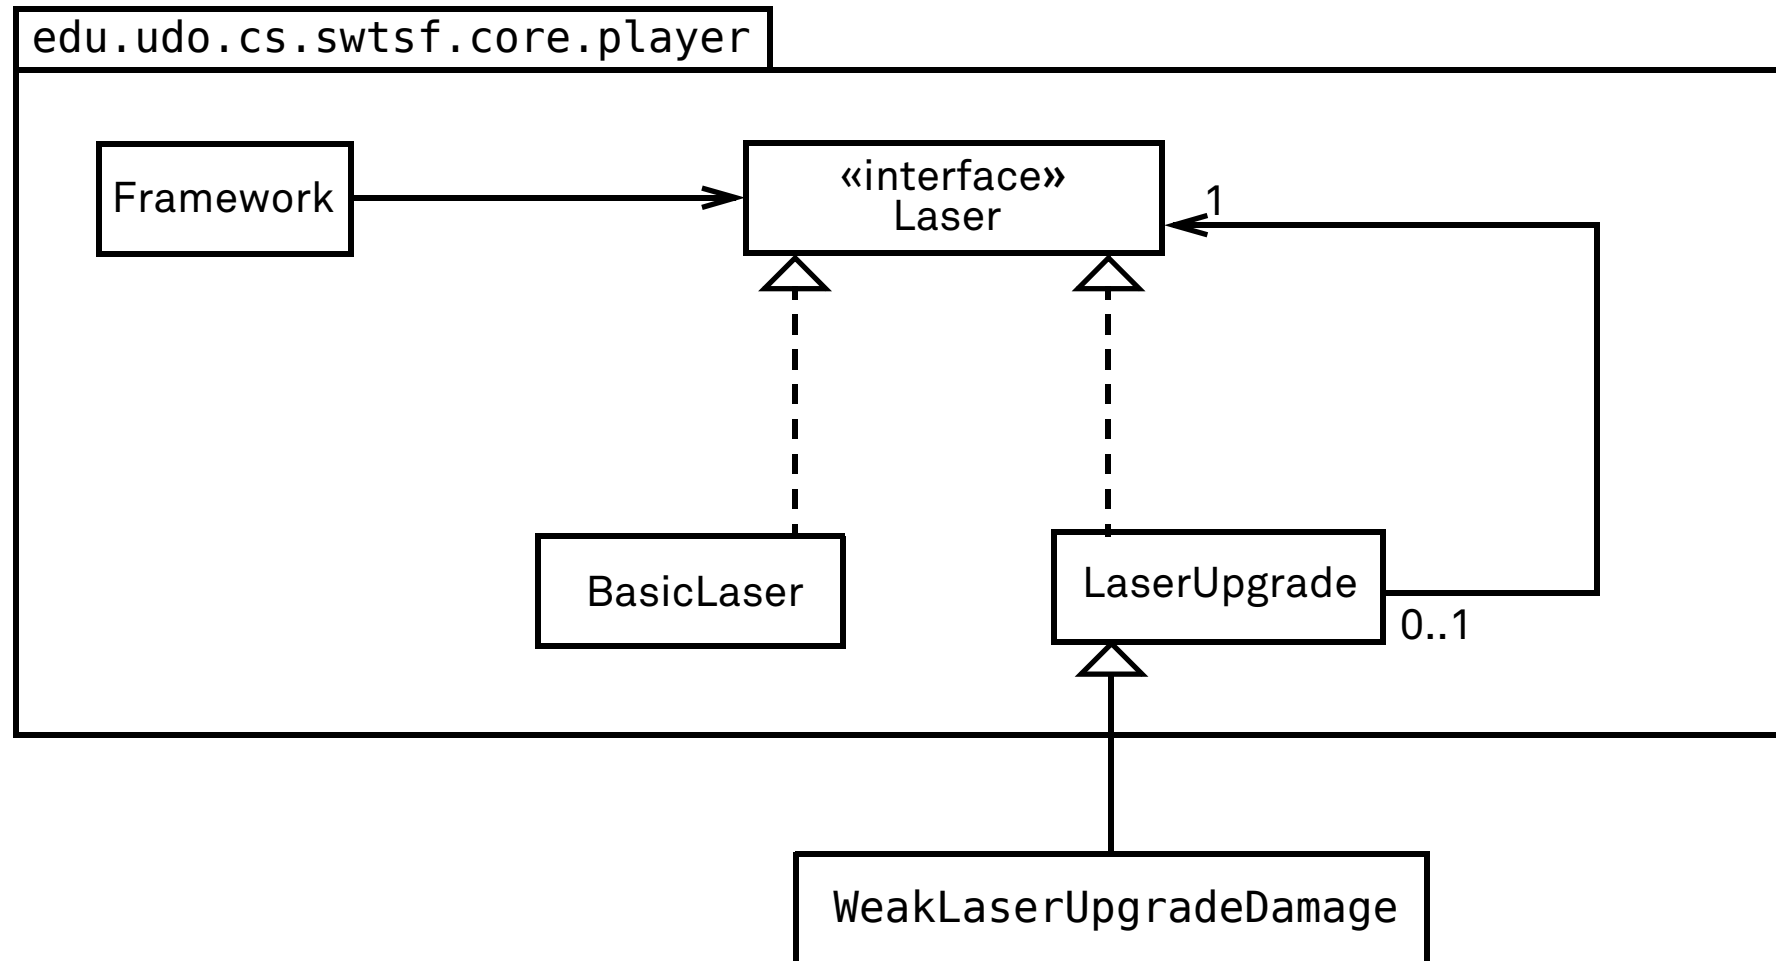 edu.udo.cs.swtsf.core.player
Framework
«interface»
Laser
1
BasicLaser
LaserUpgrade
0..1
WeakLaserUpgradeDamage